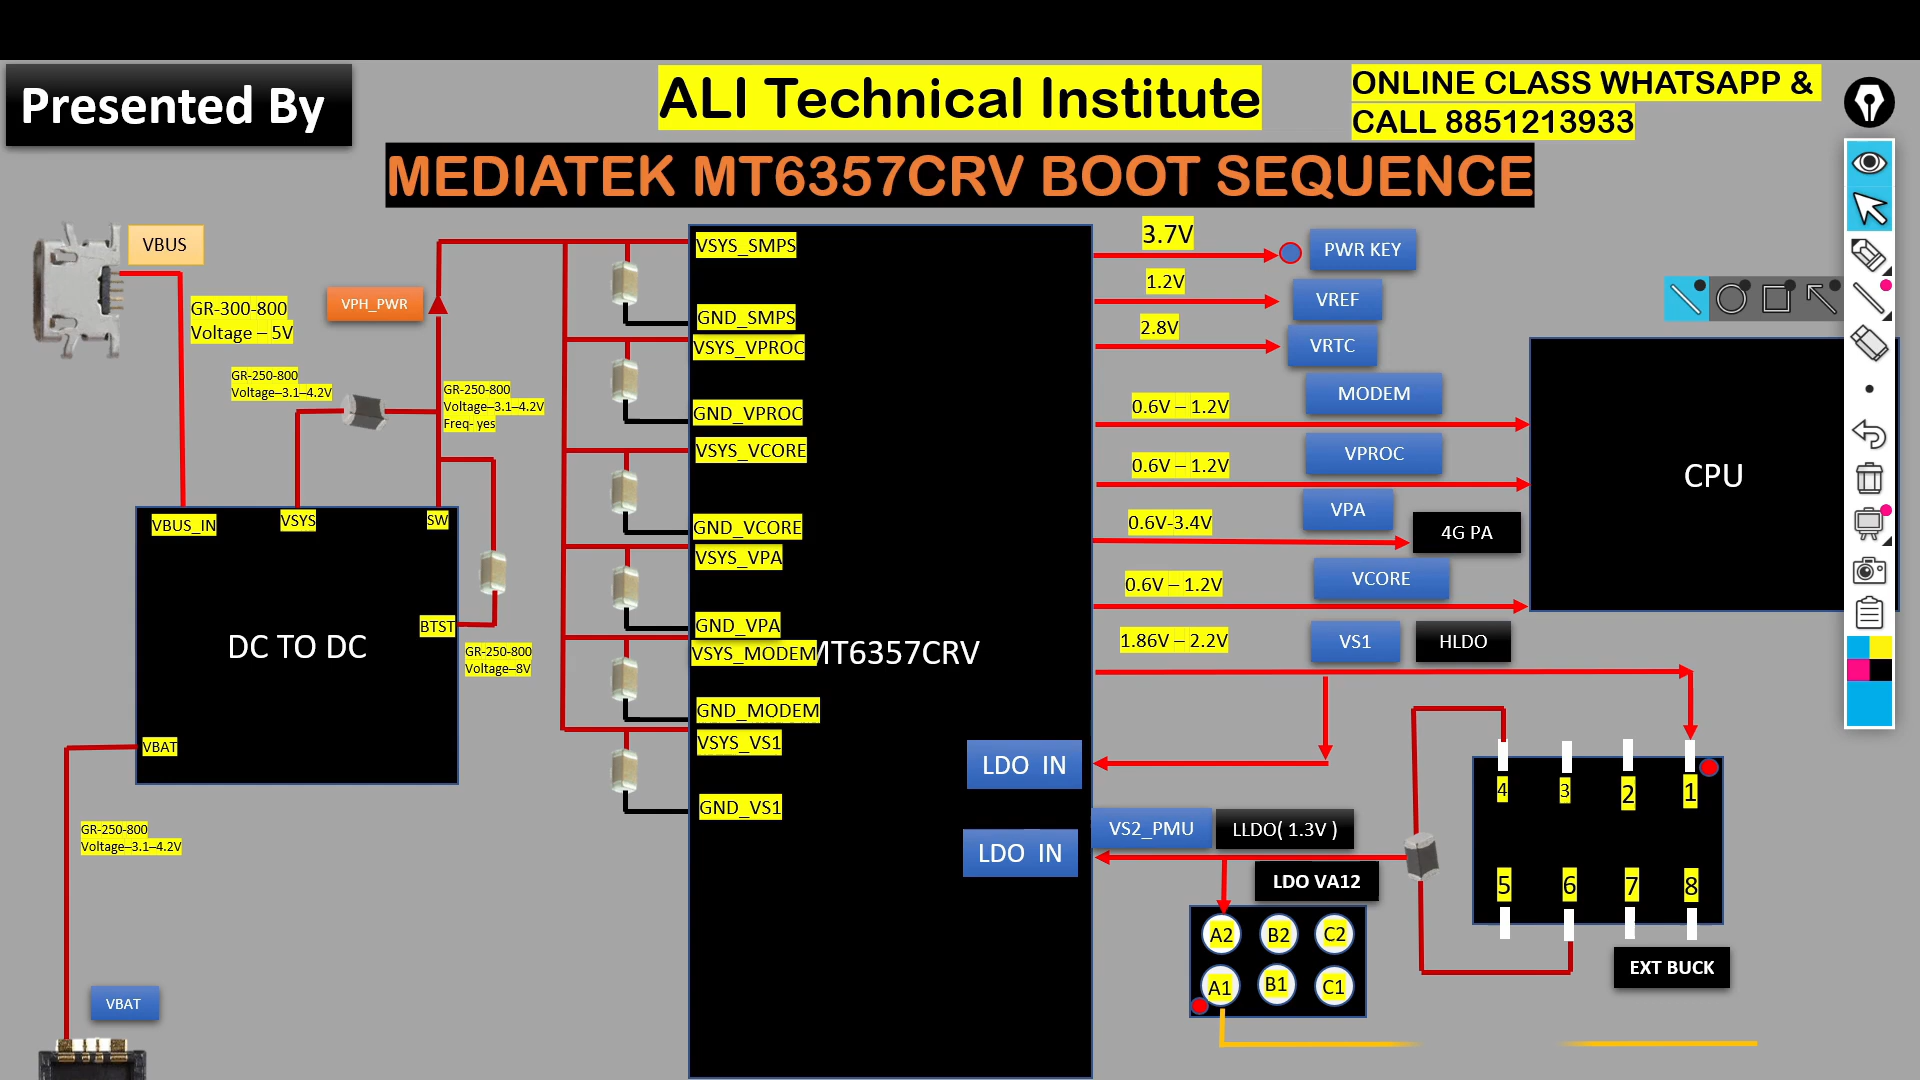 Presented By
ALI Technical Institute
ONLINE CLASS WHATSAPP &
CALL 8851213933
MEDIATEK MT6357CRV BOOT SEQUENCE
VBUS
GR-300-800
Voltage – 5V
VPH_PWR
GR-250-800
Voltage–3.1–4.2V
GR-250-800
Voltage–3.1–4.2V
Freq- yes
VBUS_IN
VSYS
SW
DC TO DC
BTST
GR-250-800
Voltage–8V
VBAT
GR-250-800
Voltage–3.1–4.2V
VBAT
VSYS_SMPS
GND_SMPS
VSYS_VPROC
GND_VPROC
VSYS_VCORE
GND_VCORE
VSYS_VPA
GND_VPA
VSYS_MODEM
MT6357CRV
GND_MODEM
VSYS_VS1
GND_VS1
LDO IN
LDO IN
3.7V
PWR KEY
1.2V
VREF
2.8V
VRTC
MODEM
0.6V – 1.2V
VPROC
0.6V – 1.2V
VPA
0.6V-3.4V
4G PA
VCORE
0.6V – 1.2V
1.86V – 2.2V
VS1
HLDO
CPU
VS2_PMU
LLDO( 1.3V )
LDO VA12
A2 B2 C2
A1 B1 C1
4 3 2 1
5 6 7 8
EXT BUCK